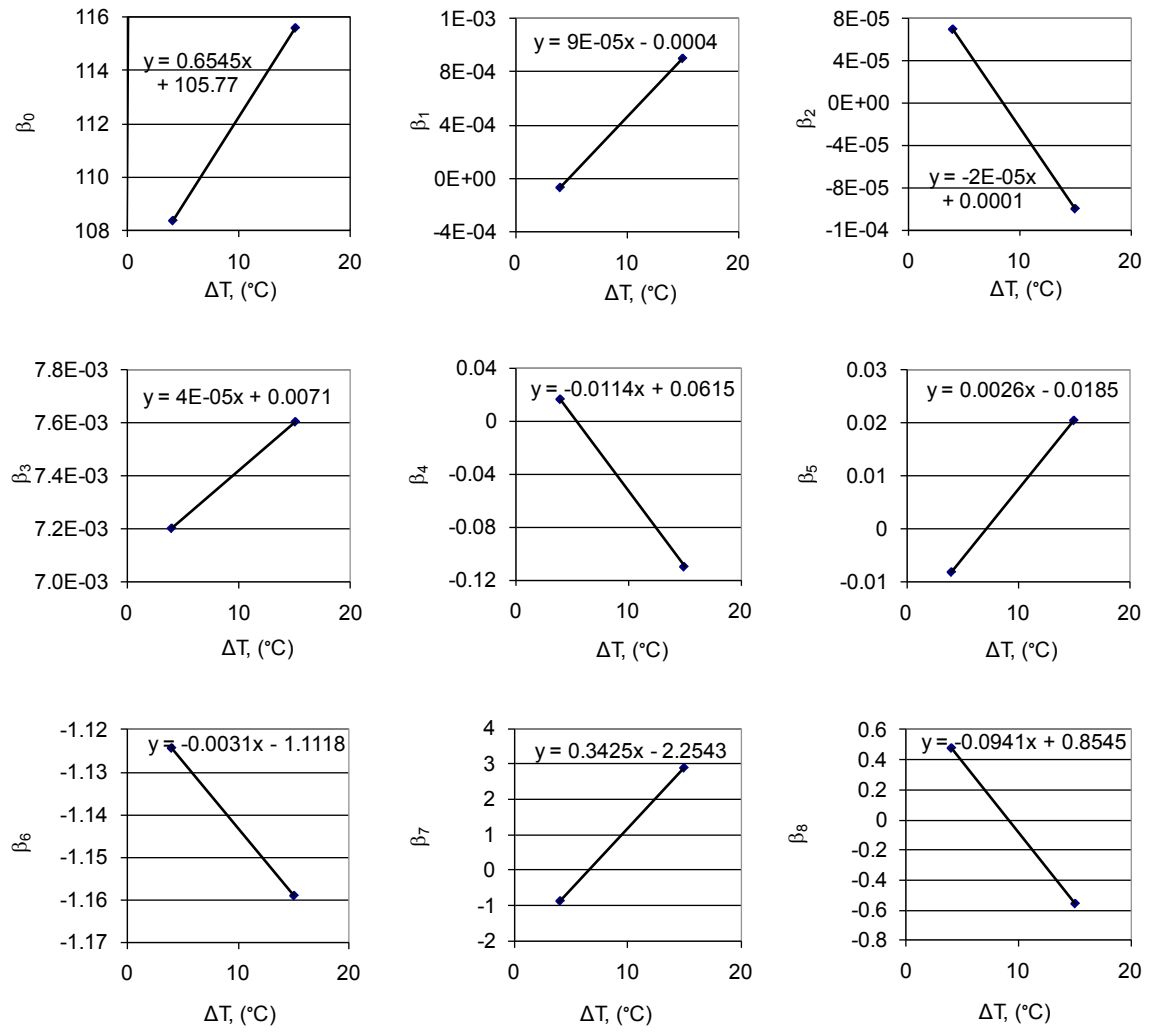 β0
116
114
112
110
108
y = 0.6545x
+ 105.77
0 10 20
ΔT, (°C)
β1
1E-03
8E-04
4E-04
0E+00
-4E-04
y = 9E-05x - 0.0004
0 10 20
ΔT, (°C)
β2
8E-05
4E-05
0E+00
-4E-05
-8E-05
-1E-04
y = -2E-05x
+ 0.0001
0 10 20
ΔT, (°C)
β3
7.8E-03
7.6E-03
7.4E-03
7.2E-03
7.0E-03
y = 4E-05x + 0.0071
0 10 20
ΔT, (°C)
β4
0.04
0
-0.04
-0.08
-0.12
y = -0.0114x + 0.0615
0 10 20
ΔT, (°C)
β5
0.03
0.02
0.01
0
-0.01
y = 0.0026x - 0.0185
0 10 20
ΔT, (°C)
β6
-1.12
-1.13
-1.14
-1.15
-1.16
-1.17
y = -0.0031x - 1.1118
0 10 20
ΔT, (°C)
β7
4
3
2
1
0
-1
-2
y = 0.3425x - 2.2543
0 10 20
ΔT, (°C)
β8
0.6
0.4
0.2
0
-0.2
-0.4
-0.6
-0.8
y = -0.0941x + 0.8545
0 10 20
ΔT, (°C)